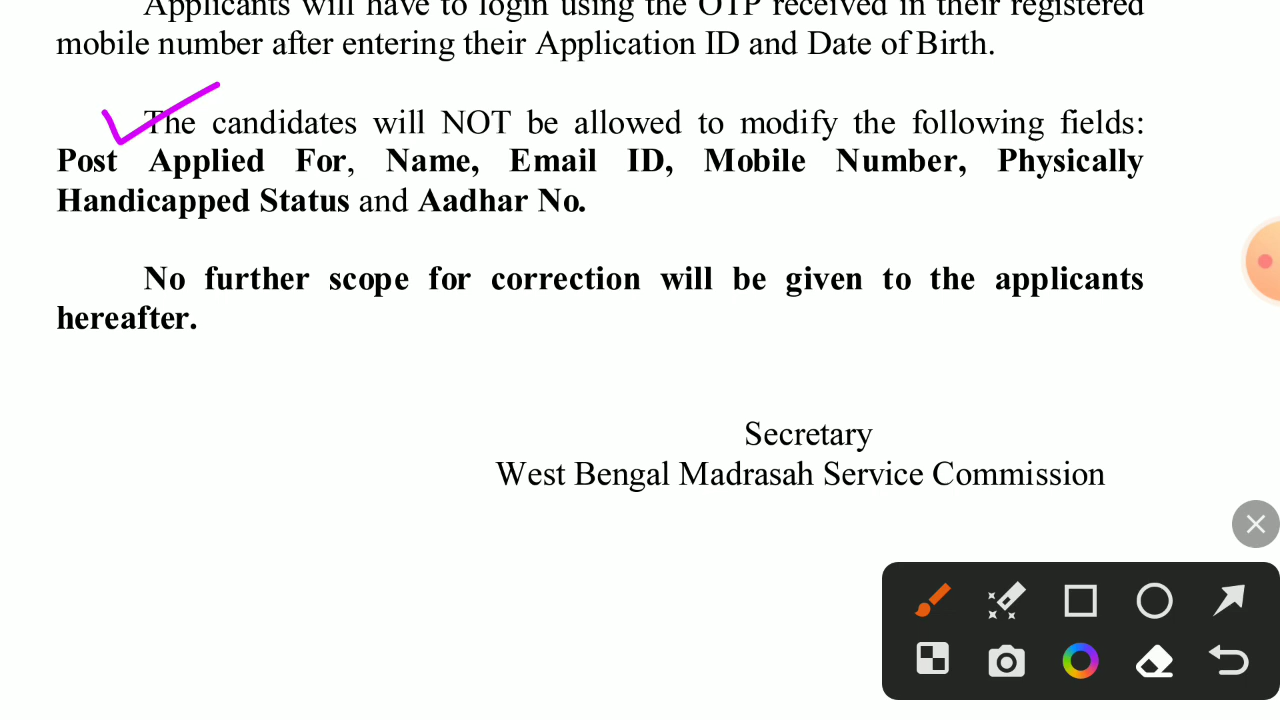 Applicants will have to login using the OTP received in their registered
mobile number after entering their Application ID and Date of Birth.
The candidates will NOT be allowed to modify the following fields:
Post Applied For, Name, Email ID, Mobile Number, Physically
Handicapped Status and Aadhar No.
No further scope for correction will be given to the applicants
hereafter.
Secretary
West Bengal Madrasah Service Commission